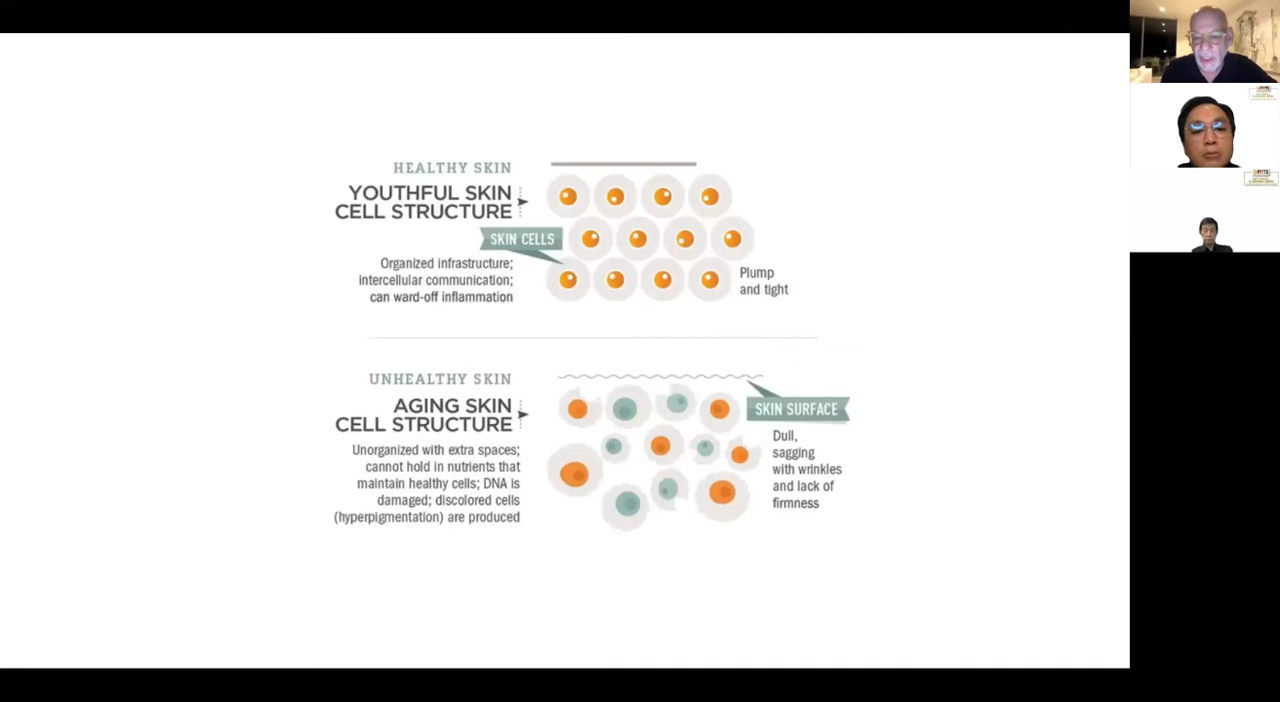 HEALTHY SKIN
YOUTHFUL SKIN
CELL STRUCTURE
SKIN CELLS
Organized infrastructure;
intercellular communication;
can ward-off inflammation
Plump
and tight
UNHEALTHY SKIN
AGING SKIN
CELL STRUCTURE
Unorganized with extra spaces;
cannot hold in nutrients that
maintain healthy cells; DNA is
damaged; discolored cells
(hyperpigmentation) are produced
SKIN SURFACE
Dull,
sagging
with wrinkles
and lack of
firmness